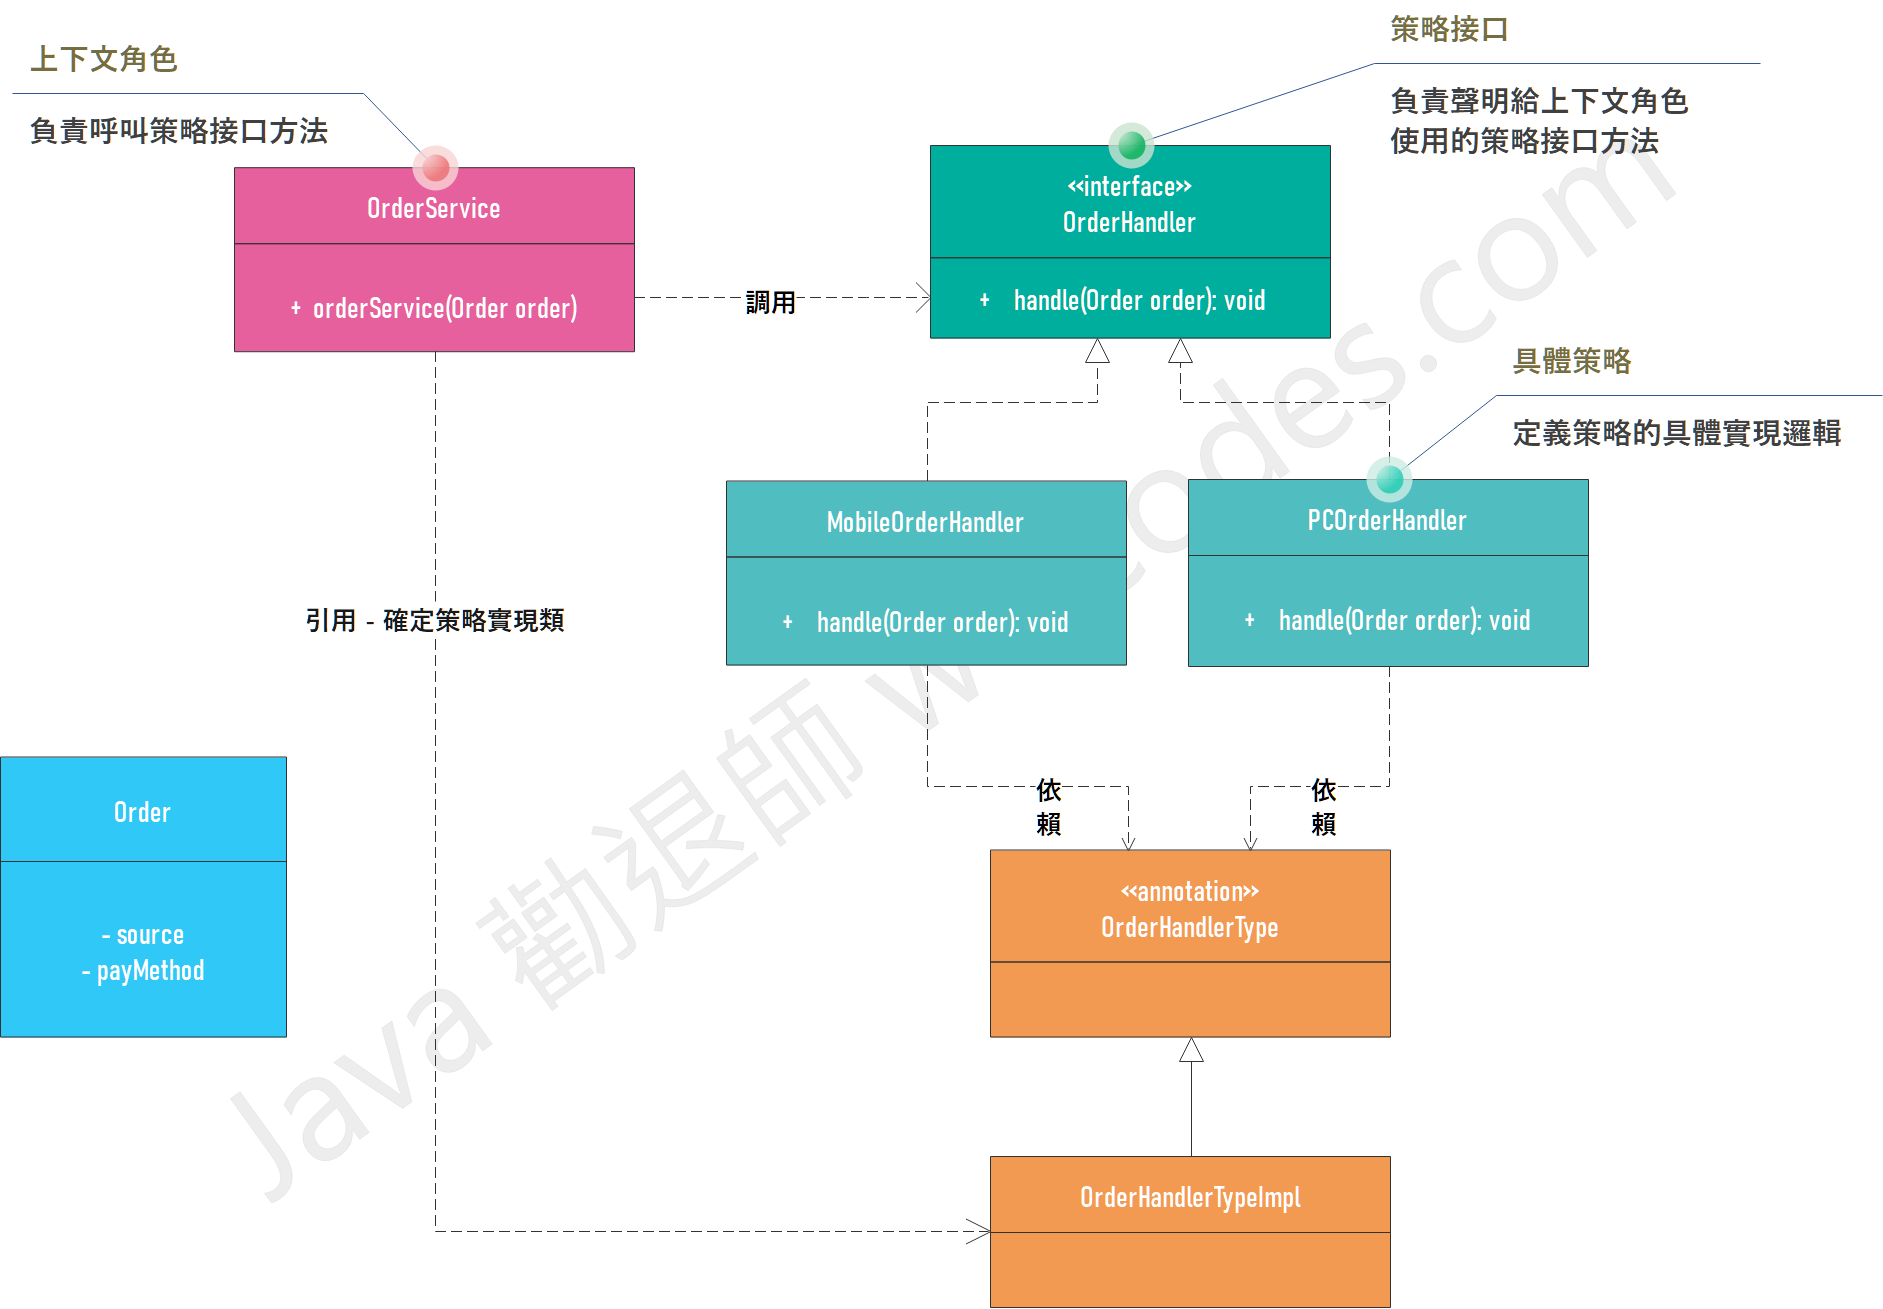 上下文角色
負責呼叫策略接口方法
策略接口
負責聲明給上下文角色
使用的策略接口方法
OrderService
+ orderService(Order order)
調用
<<interface>>
OrderHandler
+ handle(Order order): void
具體策略
定義策略的具體實現邏輯
MobileOrderHandler
+ handle(Order order): void
PCOrderHandler
+ handle(Order order): void
引用 - 確定策略實現類
依
賴
依
賴
Order
- source
- payMethod
<<annotation>>
OrderHandlerType
OrderHandlerTypeImpl
Java 勸退師 w codes.com